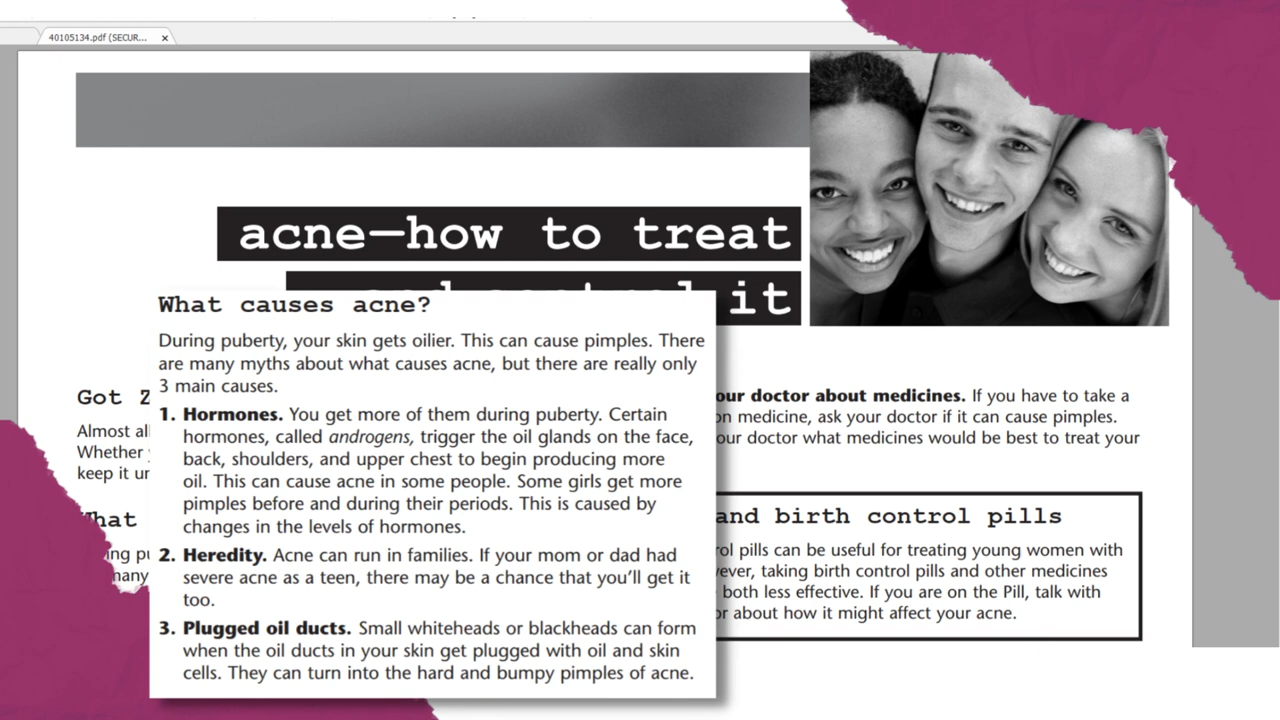 40105134.pdf (SECUR...
acne—how to treat
it
What causes acne?
During puberty, your skin gets oilier. This can cause pimples. There
are many myths about what causes acne, but there are really only
3 main causes.
1. Hormones. You get more of them during puberty. Certain
hormones, called androgens, trigger the oil glands on the face,
back, shoulders, and upper chest to begin producing more
oil. This can cause acne in some people. Some girls get more
pimples before and during their periods. This is caused by
changes in the levels of hormones.
2. Heredity. Acne can run in families. If your mom or dad had
severe acne as a teen, there may be a chance that you'll get it
too.
3. Plugged oil ducts. Small whiteheads or blackheads can form
when the oil ducts in your skin get plugged with oil and skin
cells. They can turn into the hard and bumpy pimples of acne.
Got
Almost
Whether
keep it
What
many
doctor about medicines. If you have to take a
medicine, ask your doctor if it can cause pimples.
doctor what medicines would be best to treat your
and birth control pills
pills can be useful for treating young women with
taking birth control pills and other medicines
both less effective. If you are on the Pill, talk with
about how it might affect your acne.